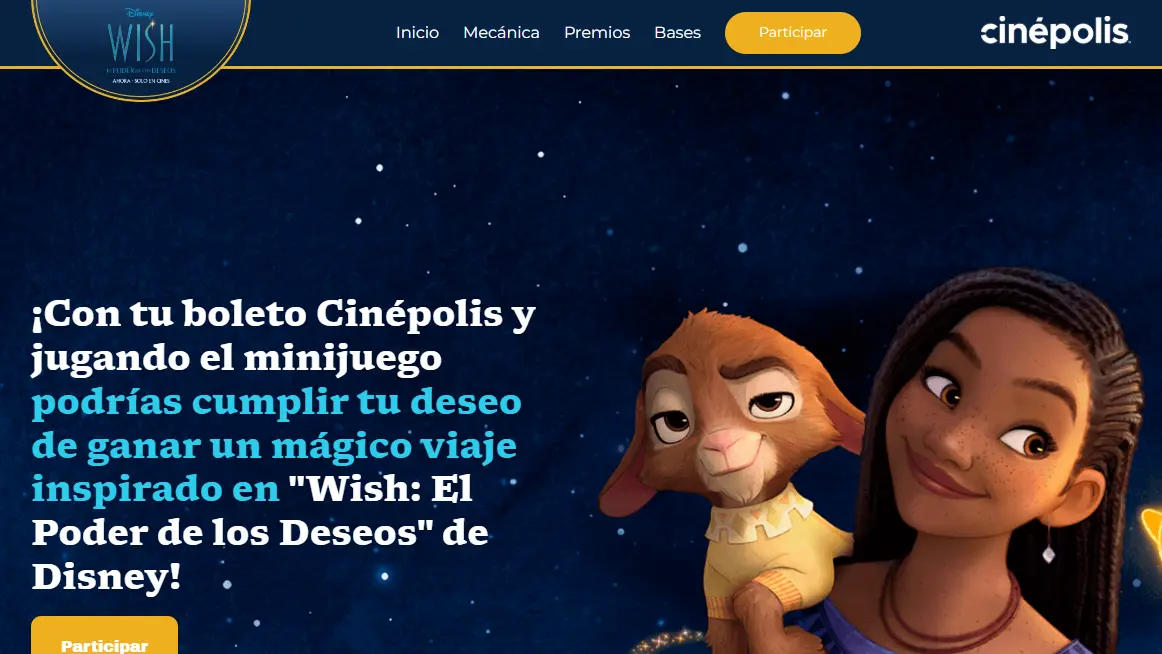 Disney
WISH
EL PODER DE LOS DESEOS
AHORA - SOLO EN CINES
Inicio
Mecánica
Premios
Bases
Participar
cinépolis.
¡Con tu boleto Cinépolis y
jugando el minijuego
podrías cumplir tu deseo
de ganar un mágico viaje
inspirado en "Wish: El
Poder de los Deseos" de
Disney!
Participar